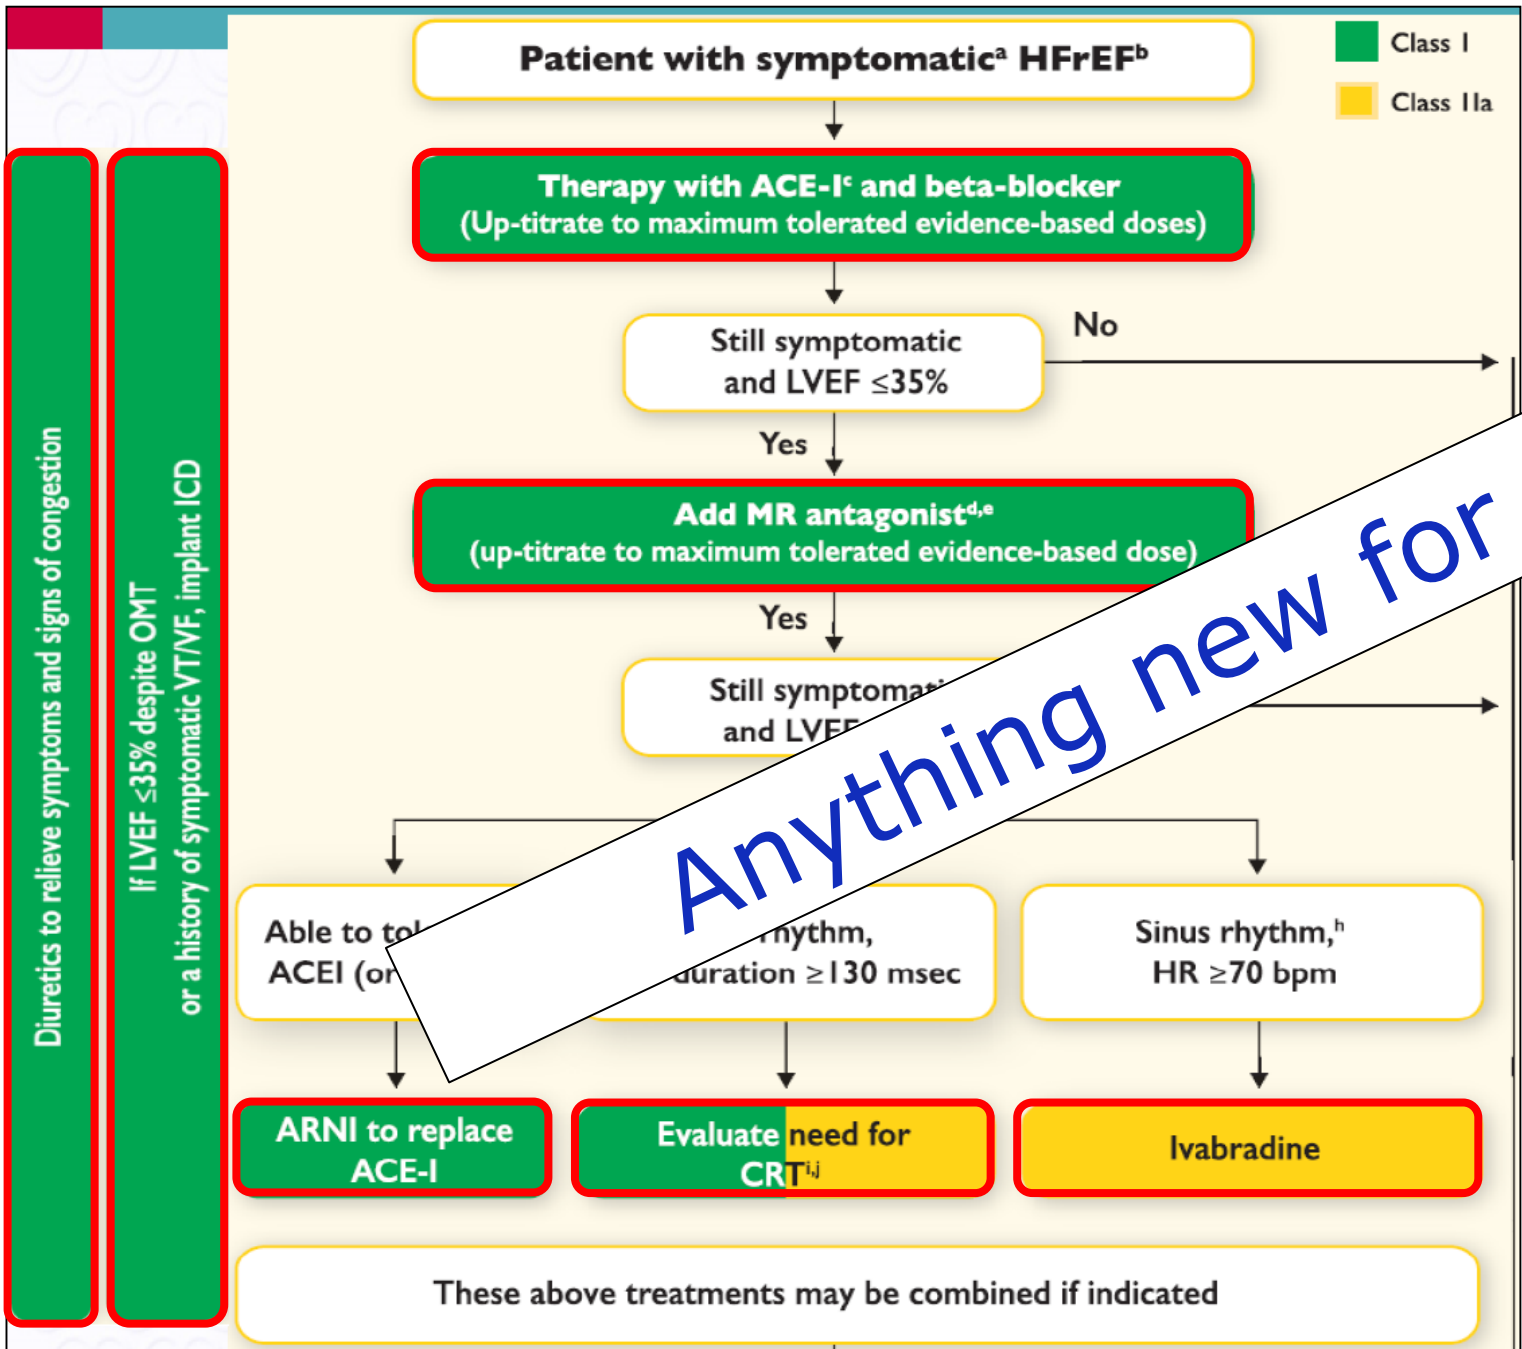 Patient with symptomaticᵃ HFrEFᵇ
Class I
Class IIa
Therapy with ACE-Iᶜ and beta-blocker
(Up-titrate to maximum tolerated evidence-based doses)
Still symptomatic
and LVEF ≤35%
No
Yes
Add MR antagonistᵈ,ᵉ
(up-titrate to maximum tolerated evidence-based dose)
Yes
Still
and
Anything new for
Able to
ACEI
duration ≥130 msec
Sinus rhythm,ʰ
HR ≥70 bpm
ARNI to replace
ACE-I
Evaluate need for
CRTⁱ,ʲ
Ivabradine
These above treatments may be combined if indicated
Diuretics to relieve symptoms and signs of congestion
If LVEF ≤35% despite OMT
or a history of symptomatic VT/VF, implant ICD